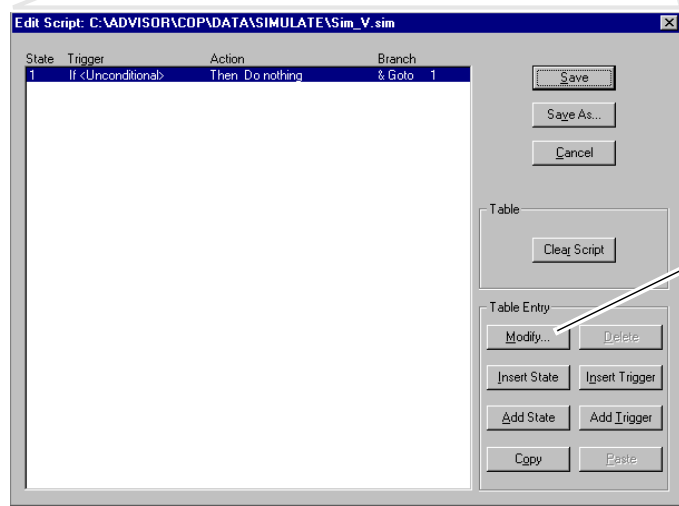 Edit Script: C:\ADVISOR\COP\DATA\SIMULATE\Sim_V.sim
State Trigger Action Branch
1 If <Unconditional> Then Do nothing & Goto 1
Save
Save As...
Cancel
Table
Clear Script
Table Entry
Modify... Delete
Insert State Insert Trigger
Add State Add Trigger
Copy Paste